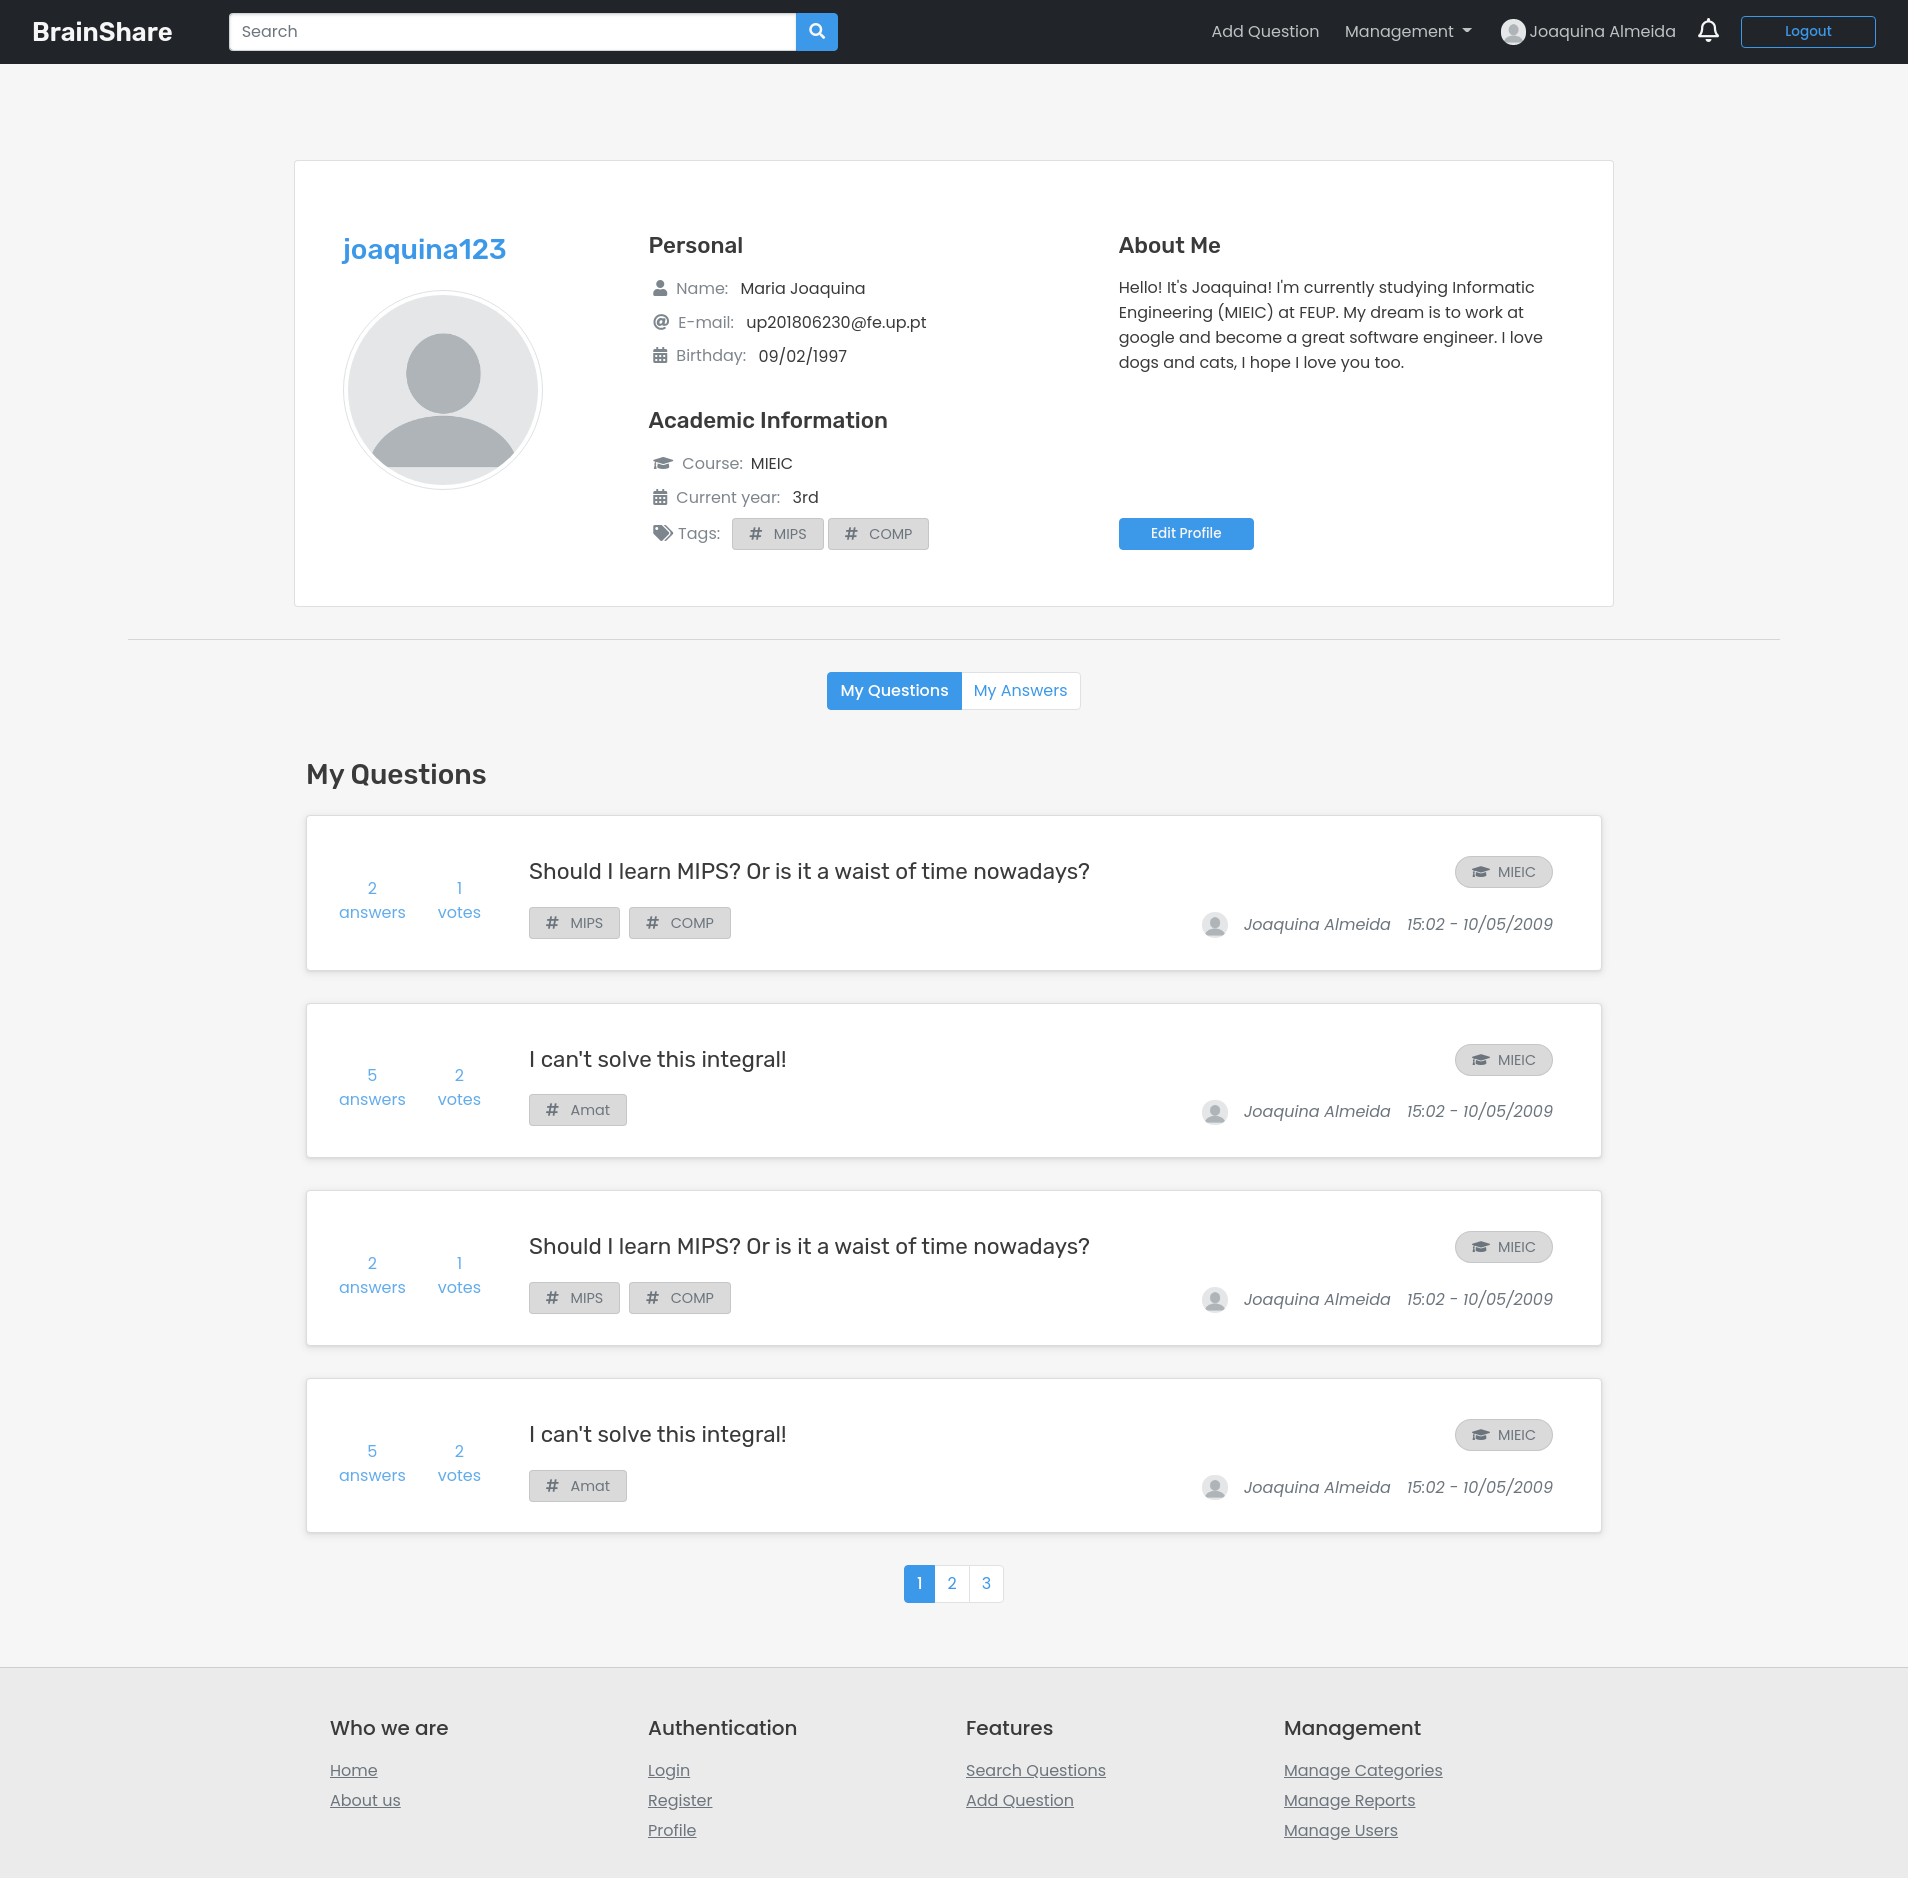 BrainShare
Search
Add Question
Management
Joaquina Almeida
Logout
joaquina123
Personal
Name: Maria Joaquina
E-mail: up201806230@fe.up.pt
Birthday: 09/02/1997
Academic Information
Course: MIEIC
Current year: 3rd
Tags: # MIPS # COMP
About Me
Hello! It's Joaquina! I'm currently studying Informatic
Engineering (MIEIC) at FEUP. My dream is to work at
google and become a great software engineer. I love
dogs and cats, I hope I love you too.
Edit Profile
My Questions My Answers
My Questions
2 answers
1 votes
Should I learn MIPS? Or is it a waist of time nowadays?
MIEIC
# MIPS # COMP
Joaquina Almeida 15:02 - 10/05/2009
5 answers
2 votes
I can't solve this integral!
MIEIC
# Amat
Joaquina Almeida 15:02 - 10/05/2009
2 answers
1 votes
Should I learn MIPS? Or is it a waist of time nowadays?
MIEIC
# MIPS # COMP
Joaquina Almeida 15:02 - 10/05/2009
5 answers
2 votes
I can't solve this integral!
MIEIC
# Amat
Joaquina Almeida 15:02 - 10/05/2009
1 2 3
Who we are
Home
About us
Authentication
Login
Register
Profile
Features
Search Questions
Add Question
Management
Manage Categories
Manage Reports
Manage Users